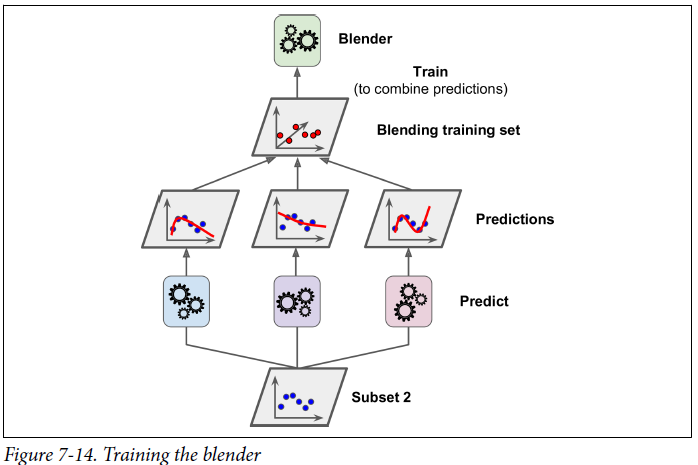 Blender
Train
(to combine predictions)
Blending training set
Predictions
Predict
Subset 2
Figure 7-14. Training the blender